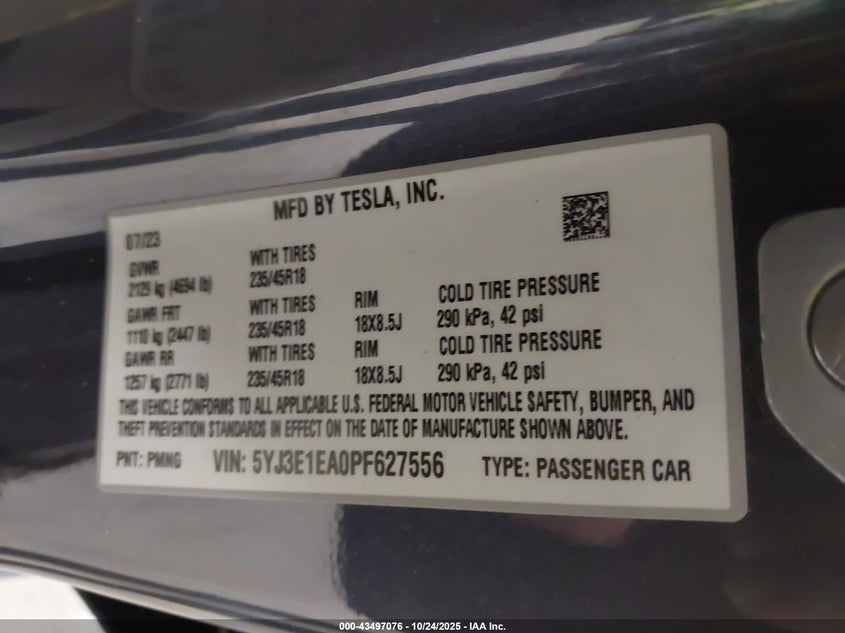 MFD BY TESLA, INC.
07/23
GVWR
2129 kg (4694 lb)
WITH TIRES
235/45R18
GAWR FRT
1110 kg (2447 lb)
WITH TIRES
235/45R18
RIM
18X8.5J
COLD TIRE PRESSURE
290 kPa, 42 psi
GAWR RR
1257 kg (2771 lb)
WITH TIRES
235/45R18
RIM
18X8.5J
COLD TIRE PRESSURE
290 kPa, 42 psi
THIS VEHICLE CONFORMS TO ALL APPLICABLE U.S. FEDERAL MOTOR VEHICLE SAFETY, BUMPER, AND
THEFT PREVENTION STANDARDS IN EFFECT ON THE DATE OF MANUFACTURE SHOWN ABOVE.
PNT: PMNG VIN: 5YJ3E1EA0PF627556 TYPE: PASSENGER CAR
000-43497076 - 10/24/2025 - IAA Inc.